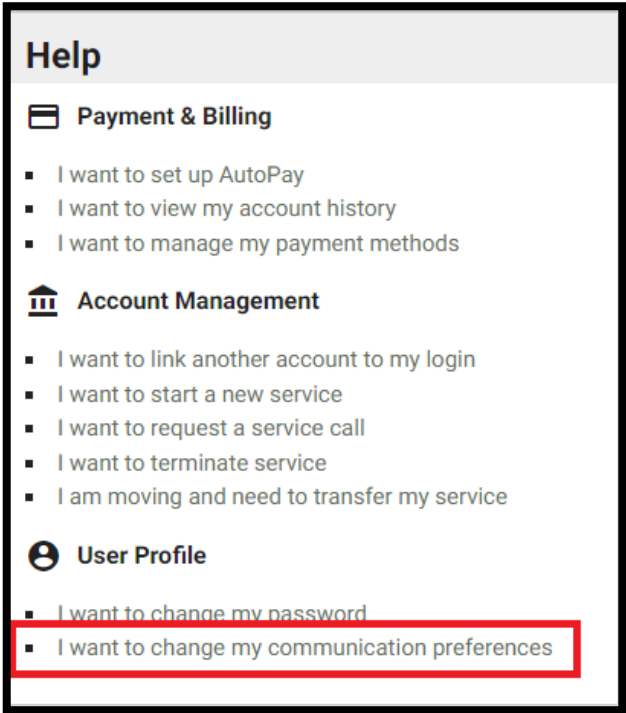 Help
Payment & Billing
I want to set up AutoPay
I want to view my account history
I want to manage my payment methods
Account Management
I want to link another account to my login
I want to start a new service
I want to request a service call
I want to terminate service
I am moving and need to transfer my service
User Profile
I want to change my password
I want to change my communication preferences